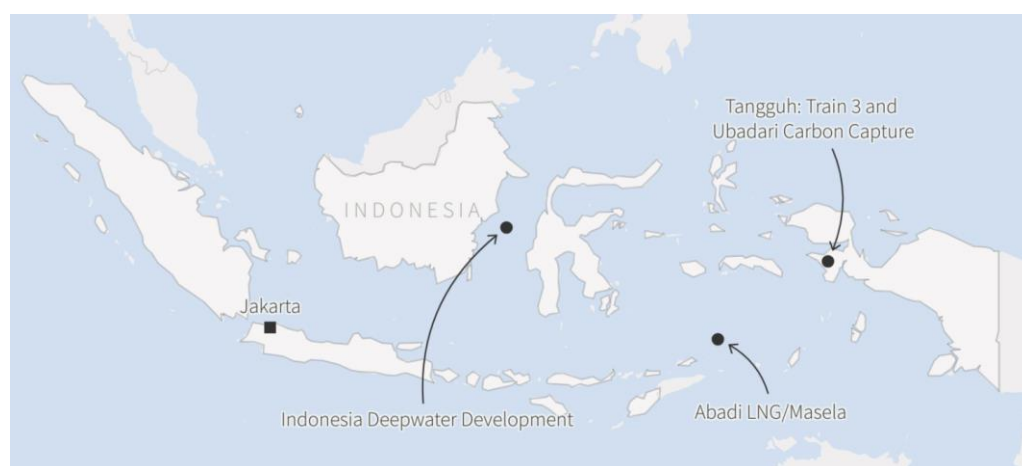 Tangguh: Train 3 and
Ubadari Carbon Capture
INDONESIA
Jakarta
Indonesia Deepwater Development
Abadi LNG/Masela